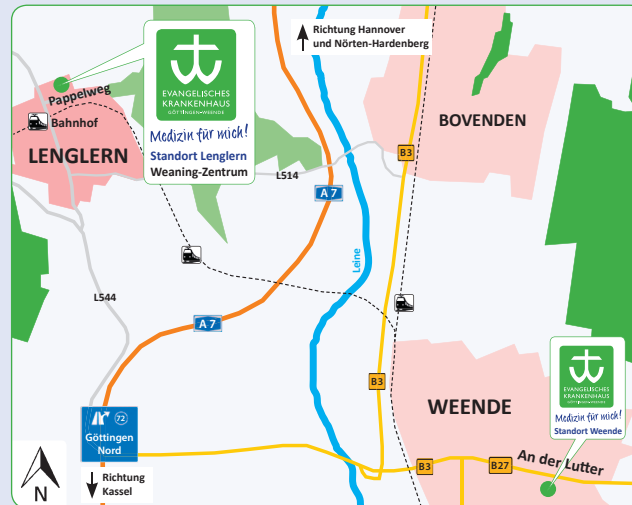 Richtung Hannover
und Nörten-Hardenberg
EVANGELISCHES
KRANKENHAUS
GÖTTINGEN-WEENDE
Medizin für mich!
Standort Lenglern
Weaning-Zentrum
Pappelweg
Bahnhof
LENGLERN
BOVENDEN
B3
L514
A 7
Leine
L544
A 7
B3
WEENDE
EVANGELISCHES
KRANKENHAUS
GÖTTINGEN-WEENDE
Medizin für mich!
Standort Weende
72
Göttingen
Nord
An der Lutter
B3
B27
Richtung
Kassel
N